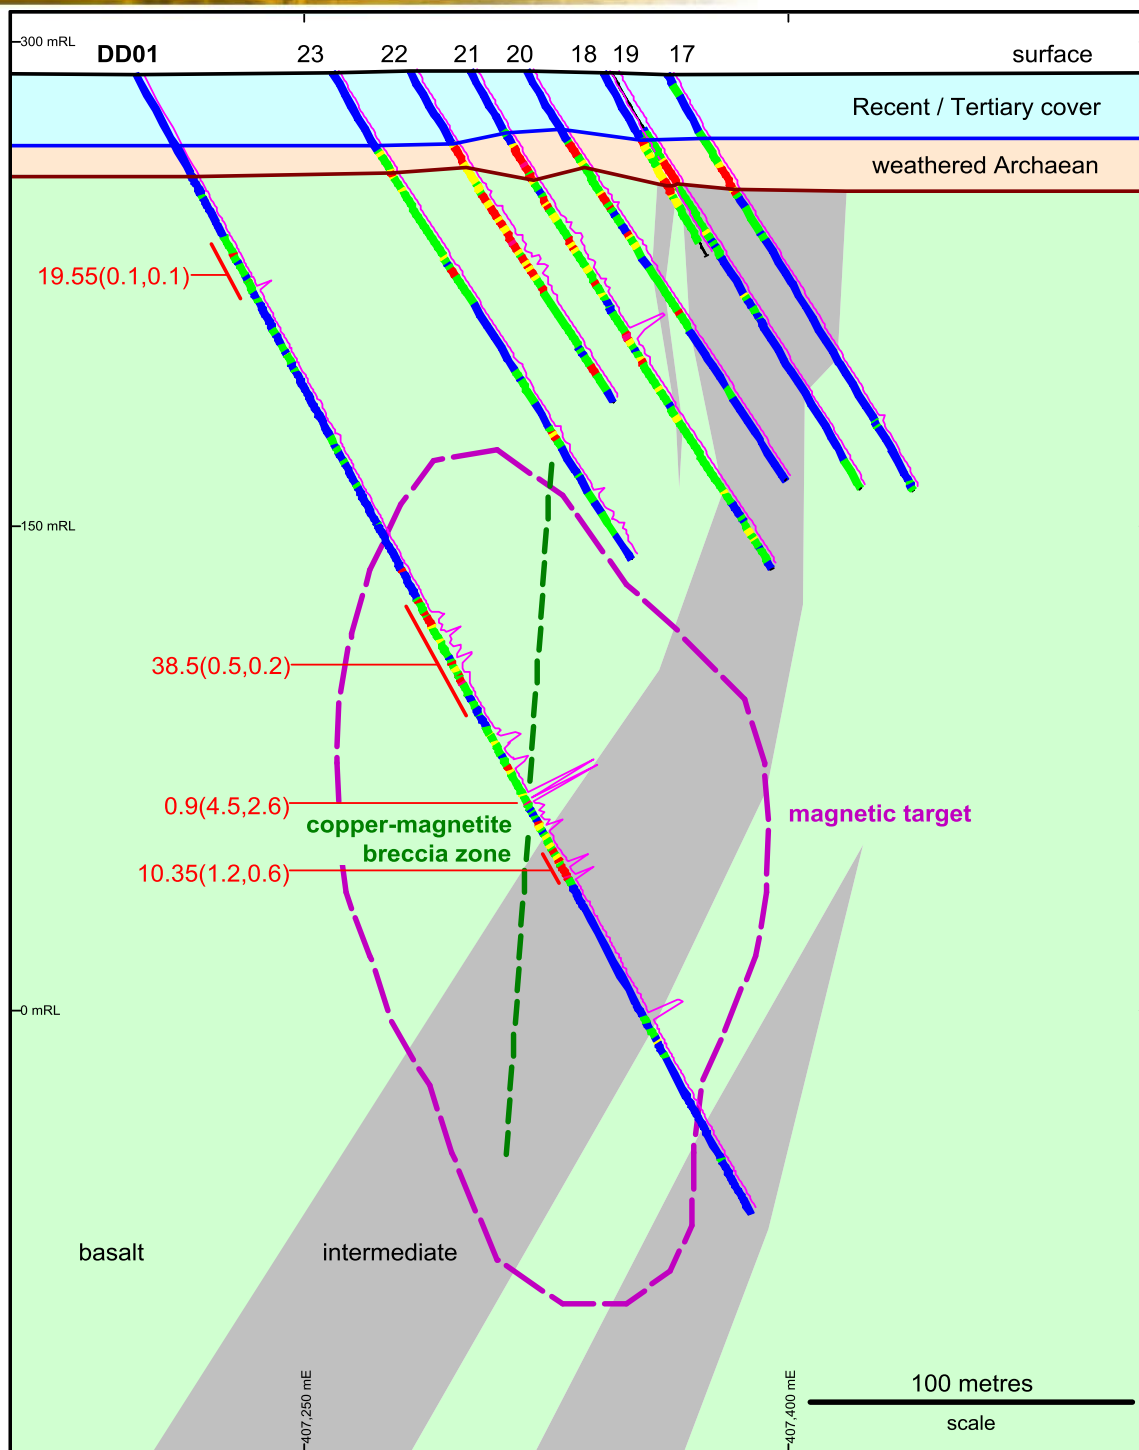 300 mRL
DD01
23
22
21
20
18
19
17
surface
Recent / Tertiary cover
weathered Archaean
19.55(0.1,0.1)
150 mRL
38.5(0.5,0.2)
0.9(4.5,2.6)
copper-magnetite
breccia zone
magnetic target
10.35(1.2,0.6)
0 mRL
basalt
intermediate
407,250 mE
407,400 mE
100 metres
scale